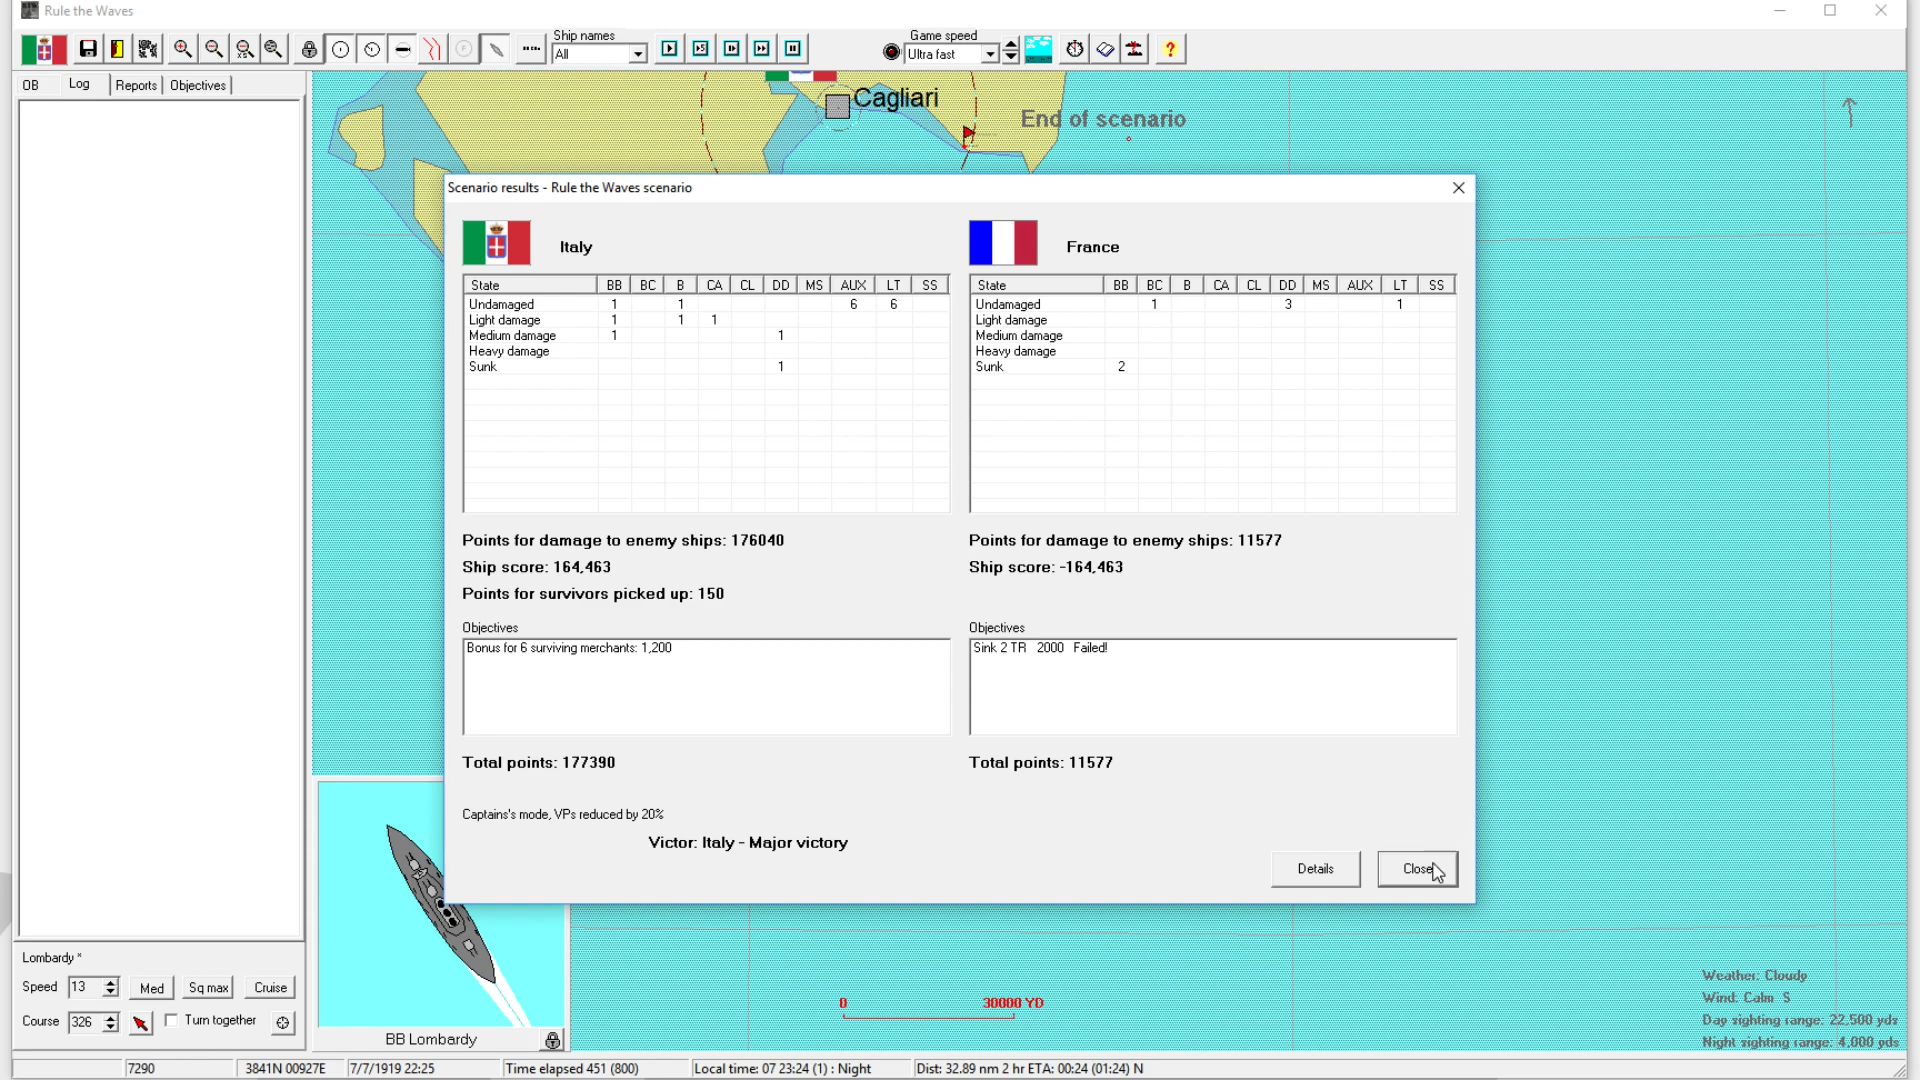 Rule the Waves
Ship names
All
Game speed
Ultra fast
OB Log Reports Objectives
Cagliari
End of scenario
Scenario results - Rule the Waves scenario
Italy
State BB BC B CA CL DD MS AUX LT SS
Undamaged 1 1 6 6
Light damage 1 1 1
Medium damage 1 1
Heavy damage
Sunk 1
Points for damage to enemy ships: 176040
Ship score: 164,463
Points for survivors picked up: 150
Objectives
Bonus for 6 surviving merchants: 1,200
Total points: 177390
France
State BB BC B CA CL DD MS AUX LT SS
Undamaged 1 3 1
Light damage
Medium damage
Heavy damage
Sunk 2
Points for damage to enemy ships: 11577
Ship score: -164,463
Objectives
Sink 2 TR 2000 Failed!
Total points: 11577
Captains's mode, VPs reduced by 20%
Victor: Italy - Major victory
Details Close
Lombardy *
Speed 13 Med Sq max Cruise
Course 326 Turn together
BB Lombardy
0 30000 YD
Weather: Cloudy
Wind: Calm S
Day sighting range: 22,500 yds
Night sighting range: 4,000 yds
7290 3841N 00927E 7/7/1919 22:25 Time elapsed 451 (800) Local time: 07 23:24 (1) : Night Dist: 32.89 nm 2 hr ETA: 00:24 (01:24) N